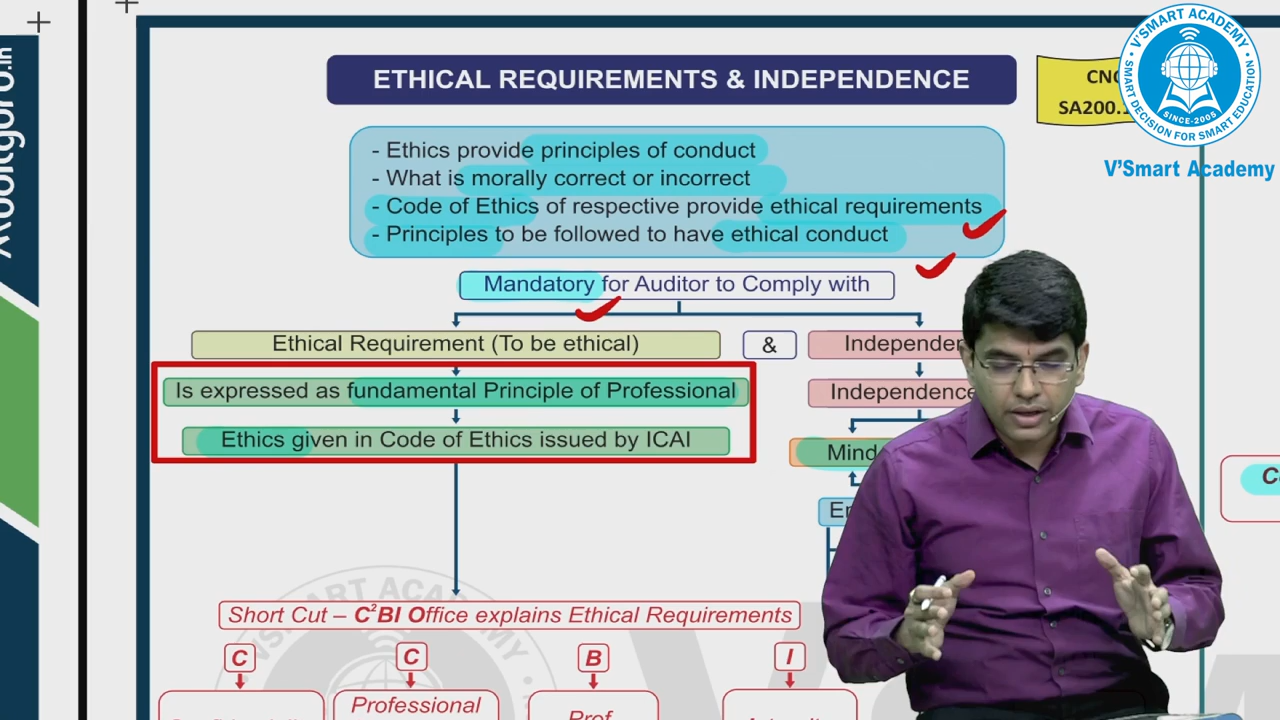 ETHICAL REQUIREMENTS & INDEPENDENCE
V'SMART ACADEMY
SMART DECISION FOR SMART EDUCATION
SINCE-2005
V'Smart Academy
- Ethics provide principles of conduct
- What is morally correct or incorrect
- Code of Ethics of respective provide ethical requirements
- Principles to be followed to have ethical conduct
Mandatory for Auditor to Comply with
Ethical Requirement (To be ethical)
&
Is expressed as fundamental Principle of Professional
Independence
Ethics given in Code of Ethics issued by ICAI
Mind
Short Cut – C²BI Office explains Ethical Requirements
C
C
B
I
Professional
Prof